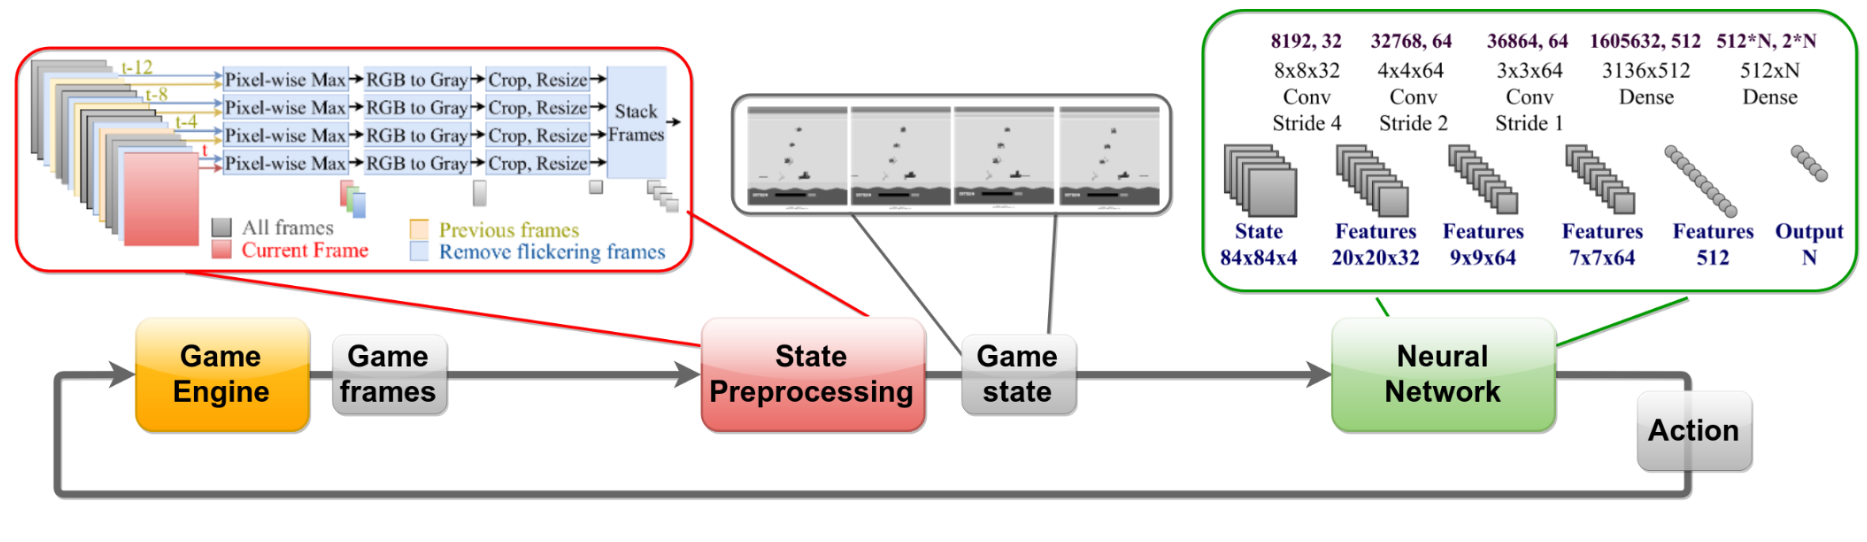 t-12
t-8
t-4
t
Pixel-wise Max RGB to Gray Crop, Resize
Pixel-wise Max RGB to Gray Crop, Resize
Pixel-wise Max RGB to Gray Crop, Resize
Pixel-wise Max RGB to Gray Crop, Resize
Stack
Frames
All frames
Current Frame
Previous frames
Remove flickering frames
8192, 32 32768, 64 36864, 64 1605632, 512 512*N, 2*N
8x8x32 4x4x64 3x3x64 3136x512 512xN
Conv Conv Conv Dense Dense
Stride 4 Stride 2 Stride 1
State Features Features Features Features Output
84x84x4 20x20x32 9x9x64 7x7x64 512 N
Game
Engine
Game
frames
State
Preprocessing
Game
state
Neural
Network
Action